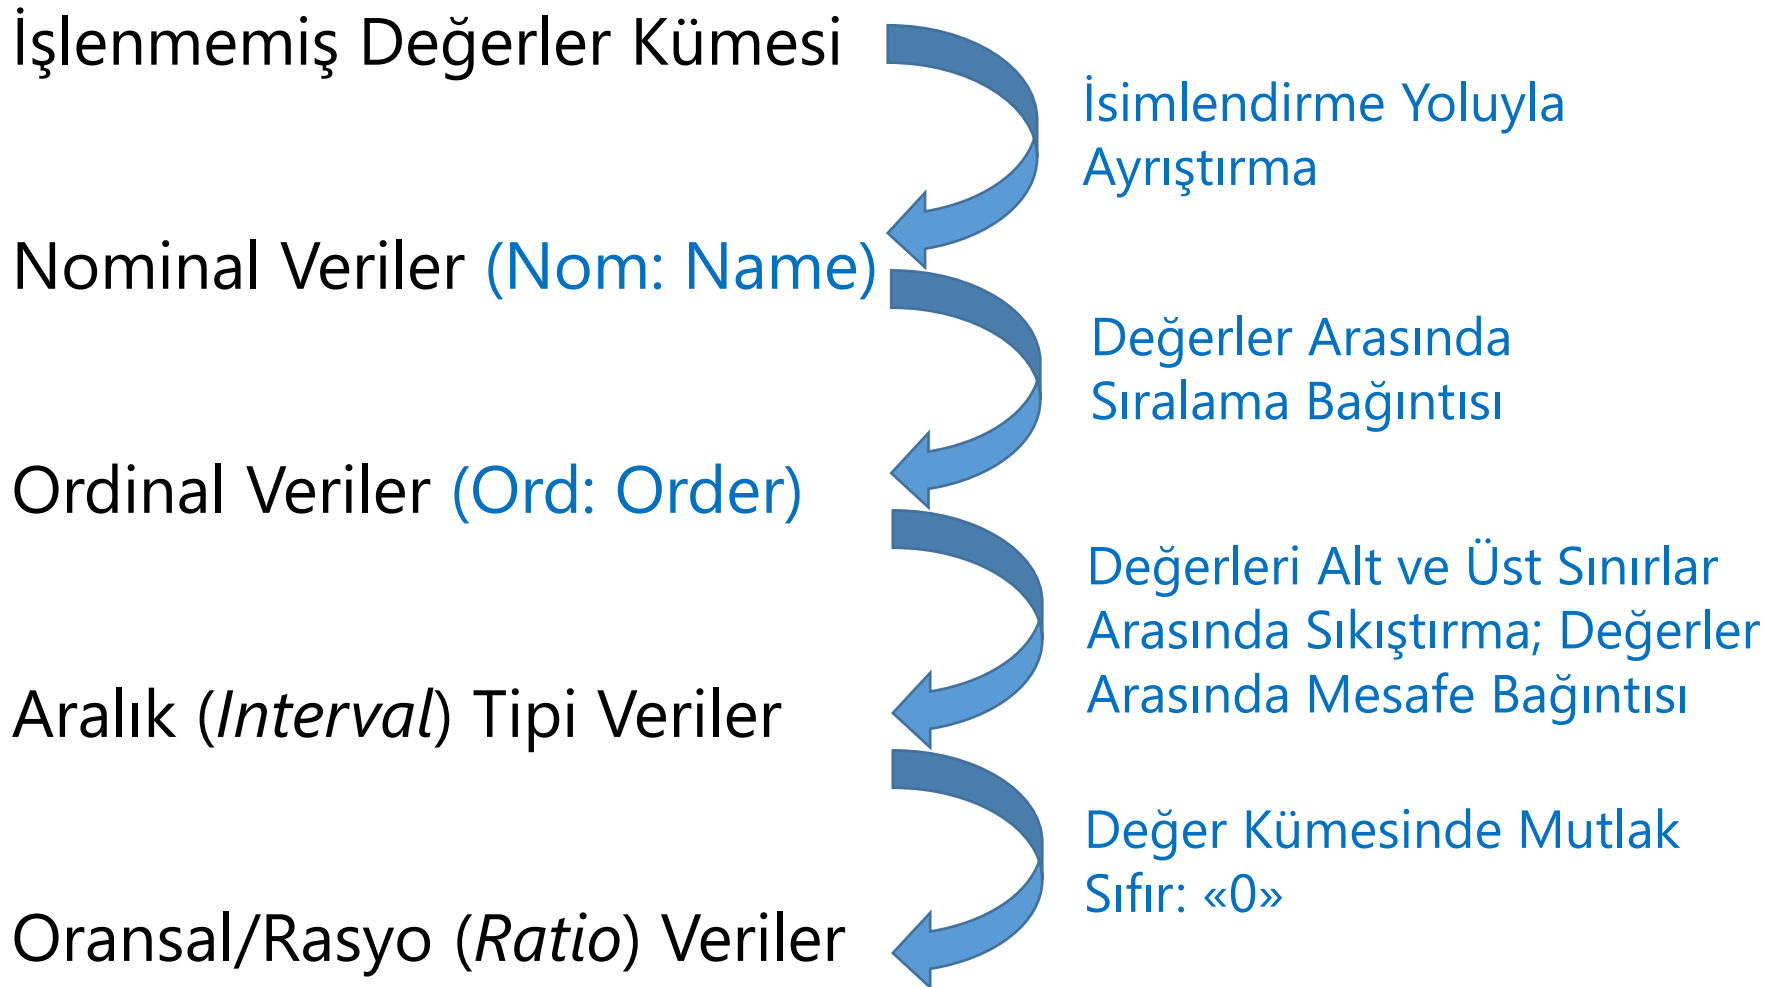 İşlenmemiş Değerler Kümesi
İsimlendirme Yoluyla
Ayrıştırma
Nominal Veriler (Nom: Name)
Değerler Arasında
Sıralama Bağıntısı
Ordinal Veriler (Ord: Order)
Değerleri Alt ve Üst Sınırlar
Arasında Sıkıştırma; Değerler
Arasında Mesafe Bağıntısı
Aralık (Interval) Tipi Veriler
Değer Kümesinde Mutlak
Sıfır: «0»
Oransal/Rasyo (Ratio) Veriler